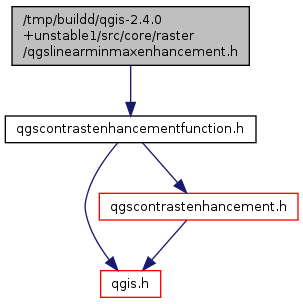 /tmp/buildd/qgis-2.4.0
+unstable1/src/core/raster
/qgslinearminmaxenhancement.h
qgscontrastenhancementfunction.h
qgscontrastenhancement.h
qgis.h